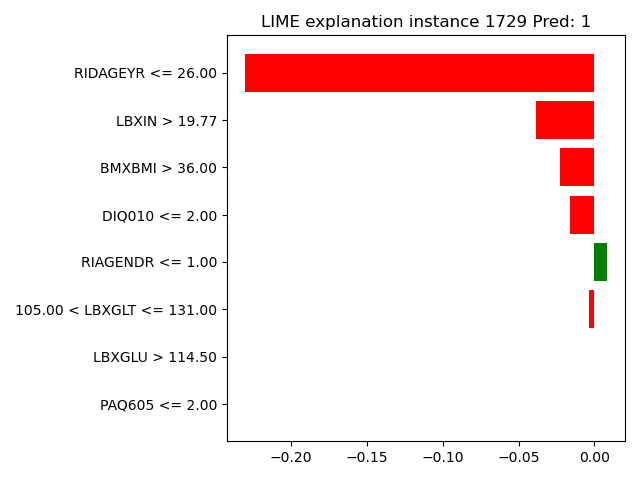 LIME explanation instance 1729 Pred: 1
RIDAGEYR <= 26.00
LBXIN > 19.77
BMXBMI > 36.00
DIQ010 <= 2.00
RIAGENDR <= 1.00
105.00 < LBXGLT <= 131.00
LBXGLU > 114.50
PAQ605 <= 2.00
−0.20 −0.15 −0.10 −0.05 0.00